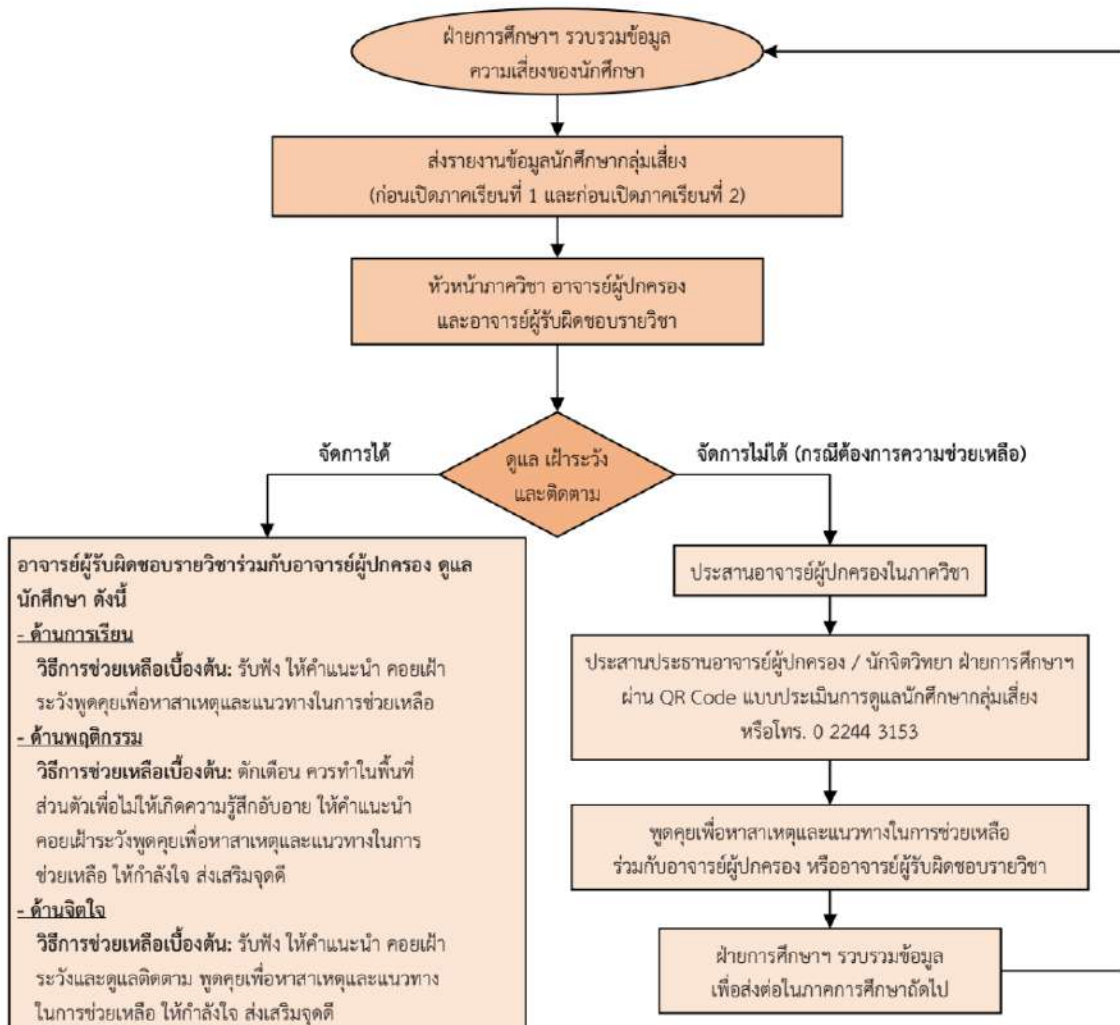 ฝ่ายการศึกษาฯ รวบรวมข้อมูล
ความเสี่ยงของนักศึกษา
ส่งรายงานข้อมูลนักศึกษากลุ่มเสี่ยง
(ก่อนเปิดภาคเรียนที่ 1 และก่อนเปิดภาคเรียนที่ 2)
หัวหน้าภาควิชา อาจารย์ผู้ปกครอง
และอาจารย์ผู้รับผิดชอบรายวิชา
ดูแล เฝ้าระวัง
และติดตาม
จัดการได้
จัดการไม่ได้ (กรณีต้องการความช่วยเหลือ)
อาจารย์ผู้รับผิดชอบรายวิชาร่วมกับอาจารย์ผู้ปกครอง ดูแล
นักศึกษา ดังนี้
- ด้านการเรียน
วิธีการช่วยเหลือเบื้องต้น: รับฟัง ให้คำแนะนำ คอยเฝ้า
ระวังพูดคุยเพื่อหาสาเหตุและแนวทางในการช่วยเหลือ
- ด้านพฤติกรรม
วิธีการช่วยเหลือเบื้องต้น: ตักเตือน ควรทำในพื้นที่
ส่วนตัวเพื่อไม่ให้เกิดความรู้สึกอับอาย ให้คำแนะนำ
คอยเฝ้าระวังพูดคุยเพื่อหาสาเหตุและแนวทางในการ
ช่วยเหลือ ให้กำลังใจ ส่งเสริมจุดดี
- ด้านจิตใจ
วิธีการช่วยเหลือเบื้องต้น: รับฟัง ให้คำแนะนำ คอยเฝ้า
ระวังและดูแลติดตาม พูดคุยเพื่อหาสาเหตุและแนวทาง
ในการช่วยเหลือ ให้กำลังใจ ส่งเสริมจุดดี
ประสานอาจารย์ผู้ปกครองในภาควิชา
ประสานประธานอาจารย์ผู้ปกครอง / นักจิตวิทยา ฝ่ายการศึกษาฯ
ผ่าน QR Code แบบประเมินการดูแลนักศึกษากลุ่มเสี่ยง
หรือโทร. 0 2244 3153
พูดคุยเพื่อหาสาเหตุและแนวทางในการช่วยเหลือ
ร่วมกับอาจารย์ผู้ปกครอง หรืออาจารย์ผู้รับผิดชอบรายวิชา
ฝ่ายการศึกษาฯ รวบรวมข้อมูล
เพื่อส่งต่อในภาคการศึกษาถัดไป